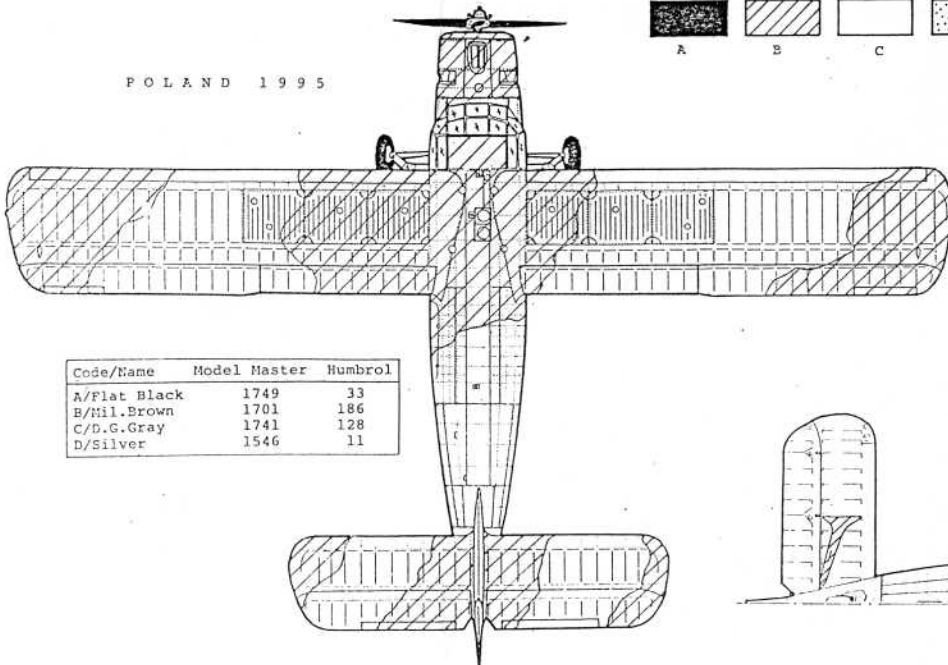 POLAND 1995
A B C
Code/Name Model Master Humbrol
A/Flat Black 1749 33
B/Mil.Brown 1701 186
C/D.G.Gray 1741 128
D/Silver 1546 11